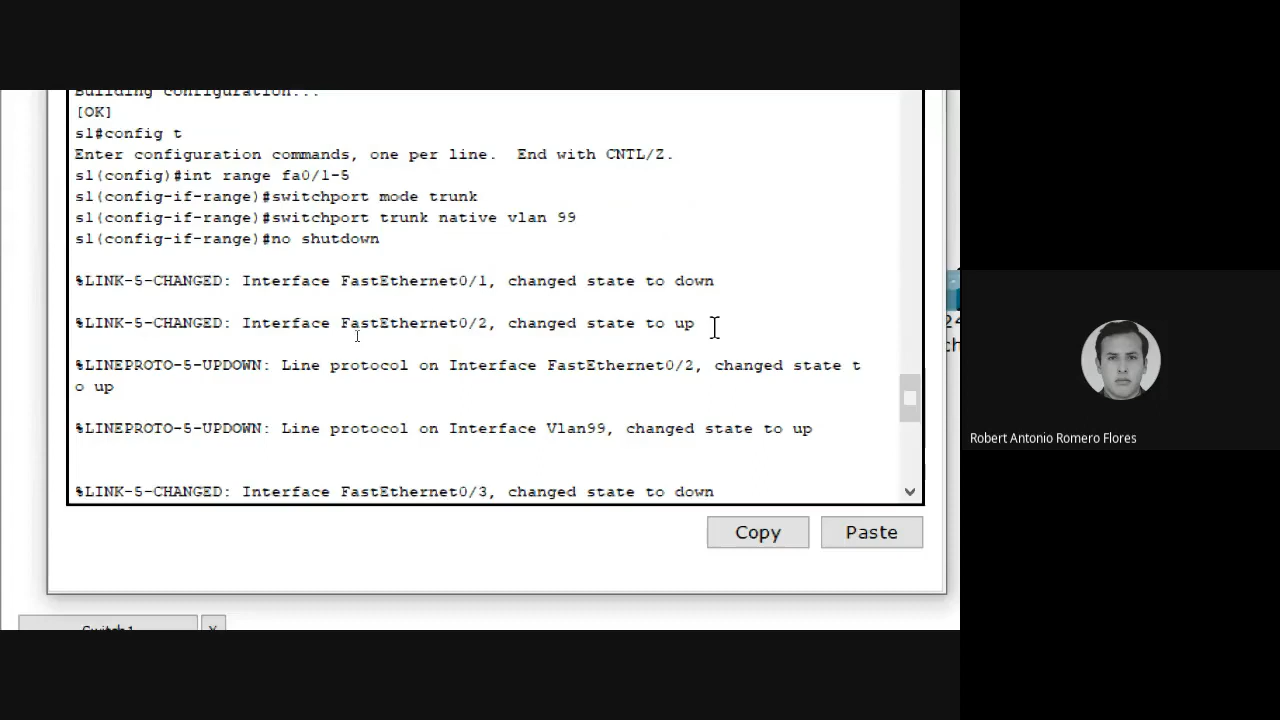 Building configuration...
[OK]
s1#config t
Enter configuration commands, one per line.  End with CNTL/Z.
s1(config)#int range fa0/1-5
s1(config-if-range)#switchport mode trunk
s1(config-if-range)#switchport trunk native vlan 99
s1(config-if-range)#no shutdown
%LINK-5-CHANGED: Interface FastEthernet0/1, changed state to down
%LINK-5-CHANGED: Interface FastEthernet0/2, changed state to up
%LINEPROTO-5-UPDOWN: Line protocol on Interface FastEthernet0/2, changed state t
o up
%LINEPROTO-5-UPDOWN: Line protocol on Interface Vlan99, changed state to up
%LINK-5-CHANGED: Interface FastEthernet0/3, changed state to down
Copy
Paste
Switch1
X
24
ch
Robert Antonio Romero Flores